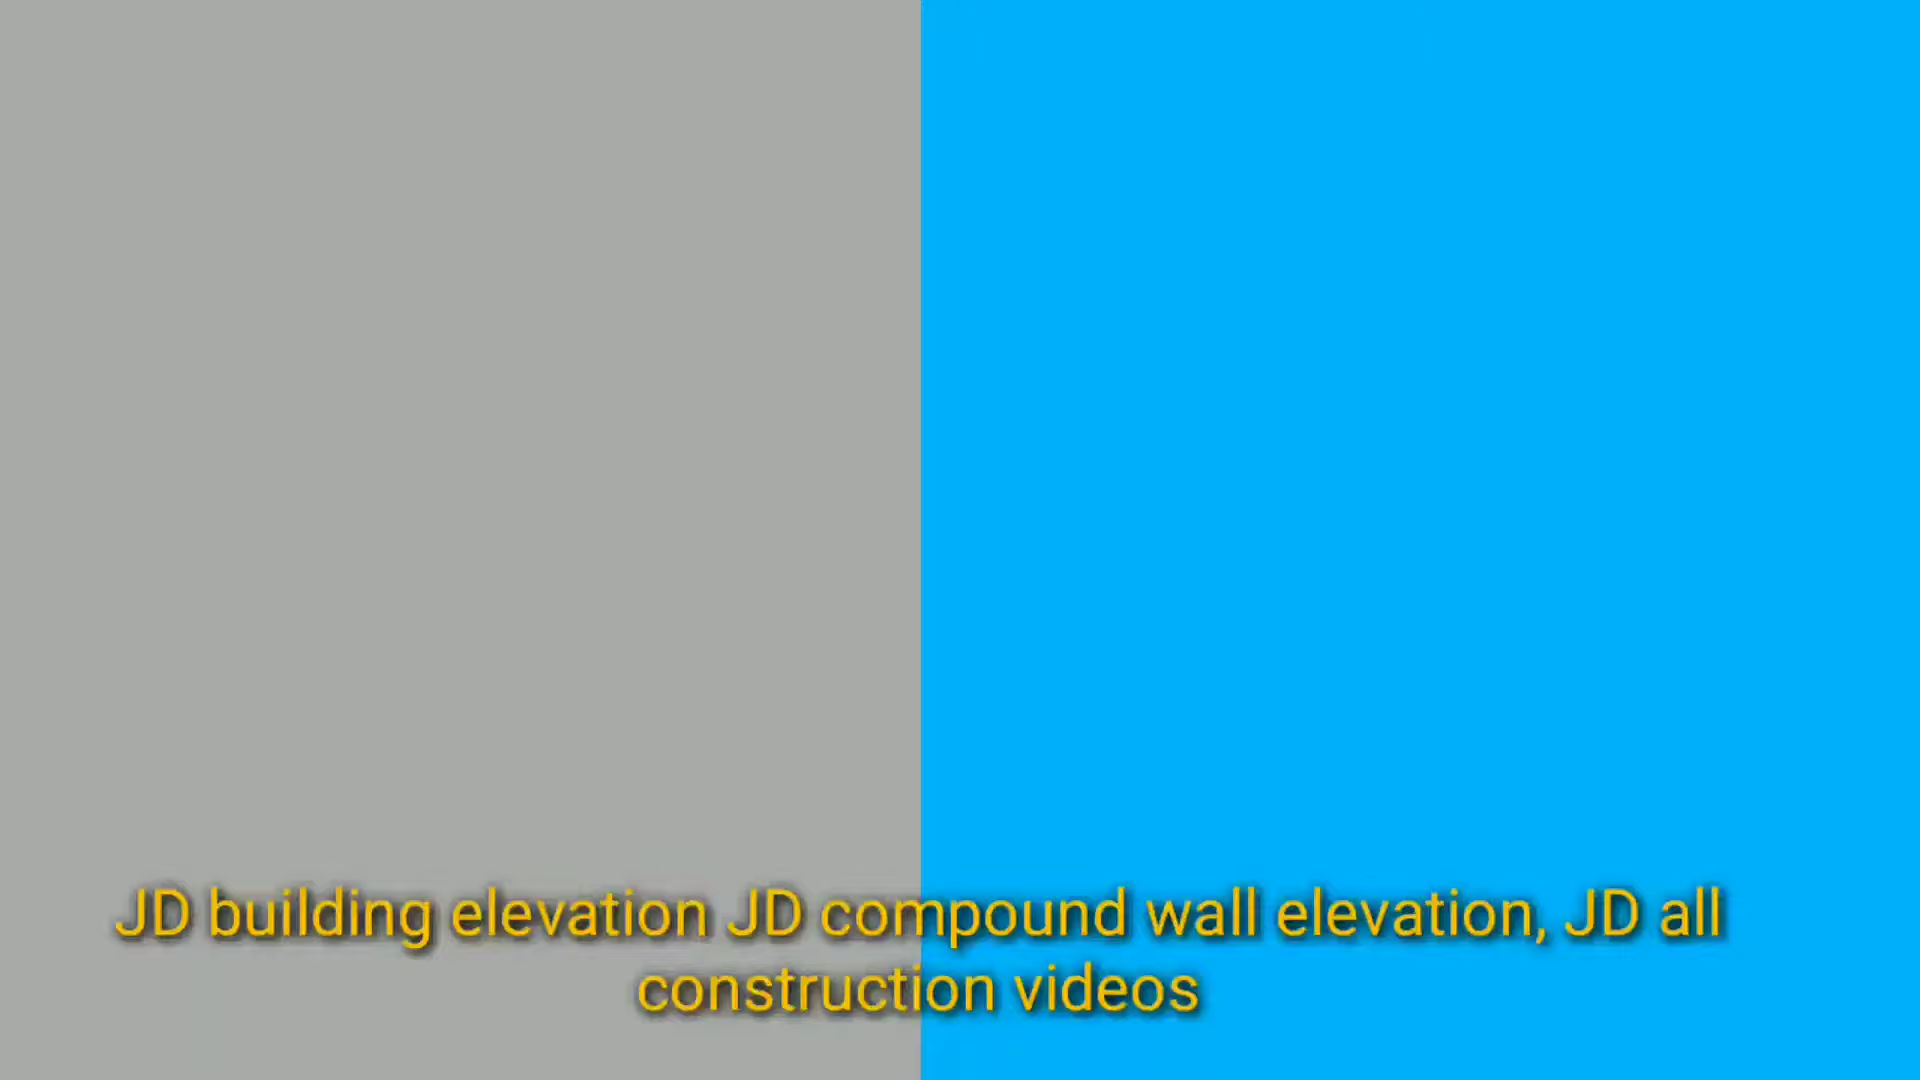 JD building elevation JD compound wall elevation, JD all
construction videos